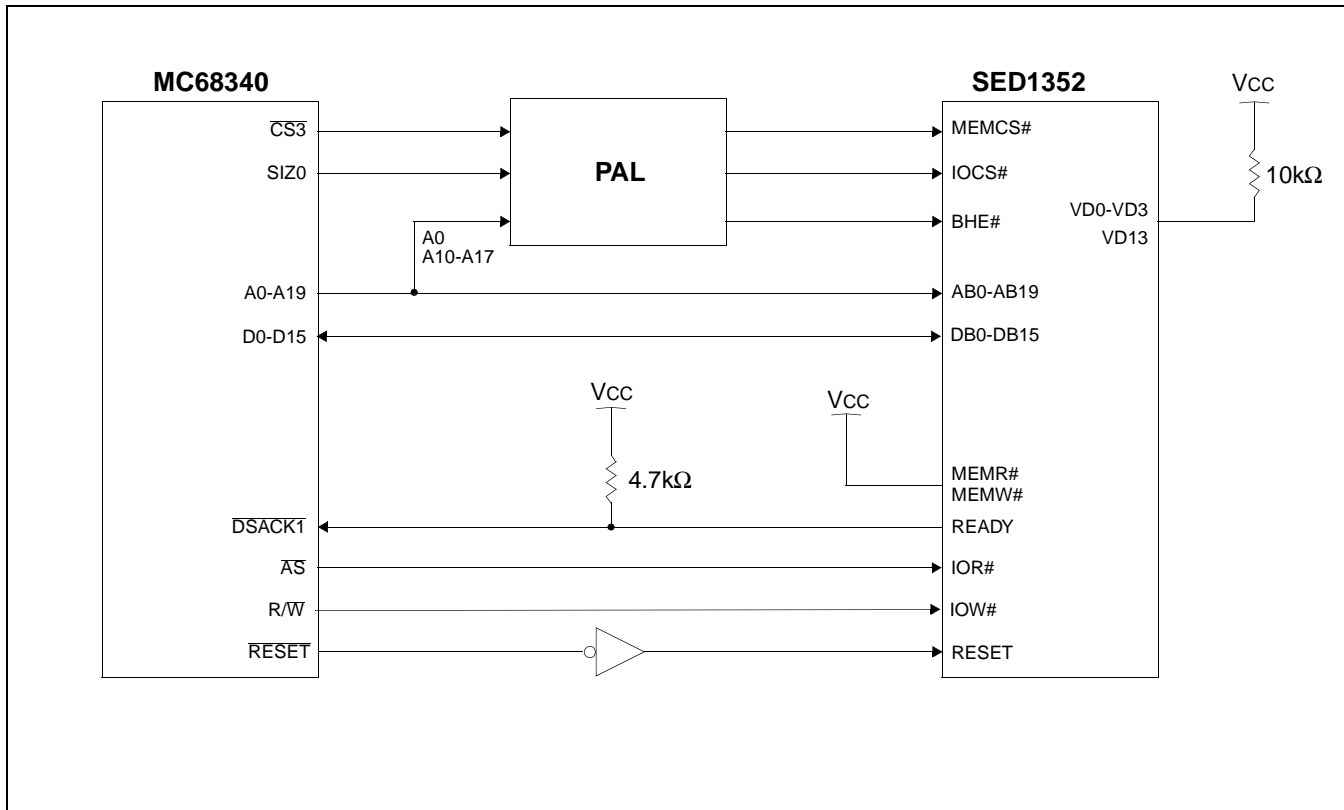 MC68340
SED1352
VCC
CS3
MEMCS#
SIZ0
PAL
IOCS#
10kΩ
VD0-VD3
BHE#
VD13
A0
A10-A17
A0-A19
AB0-AB19
D0-D15
DB0-DB15
VCC
VCC
4.7kΩ
MEMR#
MEMW#
DSACK1
READY
AS
IOR#
R/W
IOW#
RESET
RESET